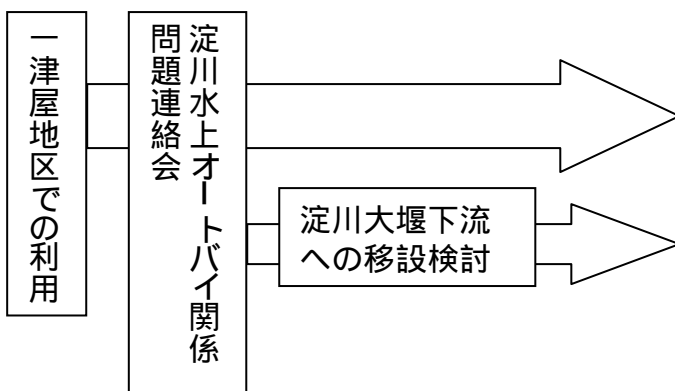 一津屋地区での利用
淀川水上オートバイ関係
問題連絡会
淀川大堰下流
への移設検討